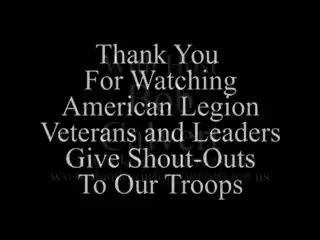 Thank You
For Watching
American Legion
Veterans and Leaders
Give Shout-Outs
To Our Troops